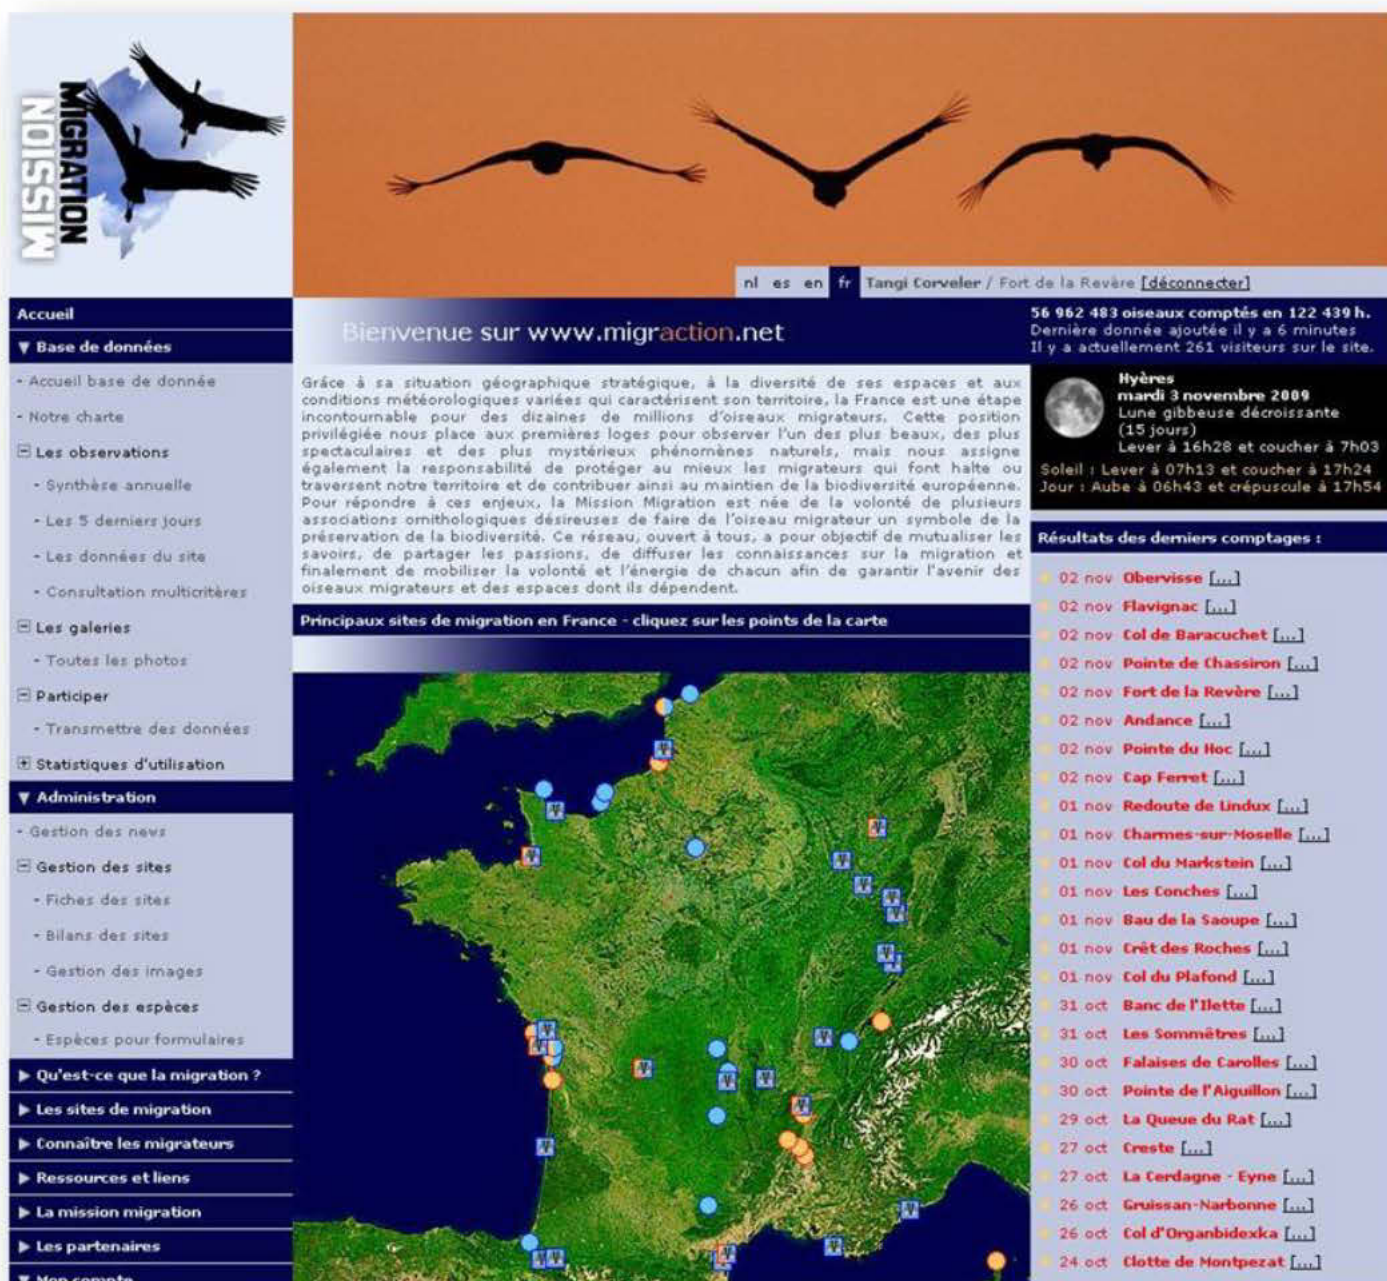 MIGRATION
MISSION
nl es en fr Tangi Corveler / Fort de la Revère [déconnecter]
Accueil
▼ Base de données
- Accueil base de donnée
- Notre charte
Les observations
- Synthèse annuelle
- Les 5 derniers jours
- Les données du site
- Consultation multicritères
Les galeries
- Toutes les photos
Participer
- Transmettre des données
Statistiques d'utilisation
▼ Administration
- Gestion des news
Gestion des sites
- Fiches des sites
- Bilans des sites
- Gestion des images
Gestion des espèces
- Espèces pour formulaires
▶ Qu'est-ce que la migration ?
▶ Les sites de migration
▶ Connaître les migrateurs
▶ Ressources et liens
▶ La mission migration
▶ Les partenaires
▼ Mon compte
Bienvenue sur www.migraction.net
Grâce à sa situation géographique stratégique, à la diversité de ses espaces et aux
conditions météorologiques variées qui caractérisent son territoire, la France est une étape
incontournable pour des dizaines de millions d'oiseaux migrateurs. Cette position
privilégiée nous place aux premières loges pour observer l'un des plus beaux, des plus
spectaculaires et des plus mystérieux phénomènes naturels, mais nous assigne
également la responsabilité de protéger au mieux les migrateurs qui font halte ou
traversent notre territoire et de contribuer ainsi au maintien de la biodiversité européenne.
Pour répondre à ces enjeux, la Mission Migration est née de la volonté de plusieurs
associations ornithologiques désireuses de faire de l'oiseau migrateur un symbole de la
préservation de la biodiversité. Ce réseau, ouvert à tous, a pour objectif de mutualiser les
savoirs, de partager les passions, de diffuser les connaissances sur la migration et
finalement de mobiliser la volonté et l'énergie de chacun afin de garantir l'avenir des
oiseaux migrateurs et des espaces dont ils dépendent.
Principaux sites de migration en France - cliquez sur les points de la carte
56 962 483 oiseaux comptés en 122 439 h.
Dernière donnée ajoutée il y a 6 minutes
Il y a actuellement 261 visiteurs sur le site.
Hyères
mardi 3 novembre 2009
Lune gibbeuse décroissante
(15 jours)
Lever à 16h28 et coucher à 7h03
Soleil : Lever à 07h13 et coucher à 17h24
Jour : Aube à 06h43 et crépuscule à 17h54
Résultats des derniers comptages :
02 nov Obervisse [...]
02 nov Flavignac [...]
02 nov Col de Baracuchet [...]
02 nov Pointe de Chassiron [...]
02 nov Fort de la Revère [...]
02 nov Andance [...]
02 nov Pointe du Hoc [...]
02 nov Cap Ferret [...]
01 nov Redoute de Lindux [...]
01 nov Charmes-sur-Moselle [...]
01 nov Col du Markstein [...]
01 nov Les Conches [...]
01 nov Bau de la Saoupe [...]
01 nov Crêt des Roches [...]
01 nov Col du Plafond [...]
31 oct Banc de l'Ilette [...]
31 oct Les Sommêtres [...]
30 oct Falaises de Carolles [...]
30 oct Pointe de l'Aiguillon [...]
29 oct La Queue du Rat [...]
27 oct Creste [...]
27 oct La Cerdagne - Eyne [...]
26 oct Gruissan-Narbonne [...]
26 oct Col d'Organbidexka [...]
24 oct Clotte de Montpezat [...]